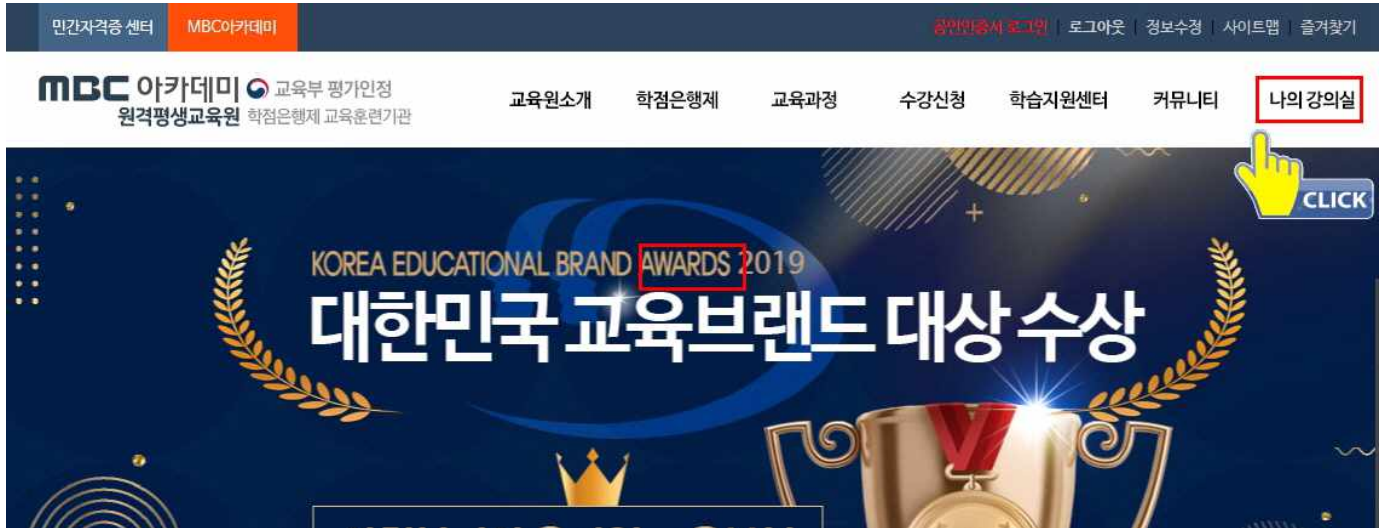 민간자격증 센터 MBC아카데미 공인인증서 로그인 로그아웃 정보수정 사이트맵 즐겨찾기
mBC 아카데미 교육부 평가인정
원격평생교육원 학점은행제 교육훈련기관
교육원소개 학점은행제 교육과정 수강신청 학습지원센터 커뮤니티 나의 강의실
CLICK
KOREA EDUCATIONAL BRAND AWARDS 2019
대한민국 교육브랜드 대상 수상